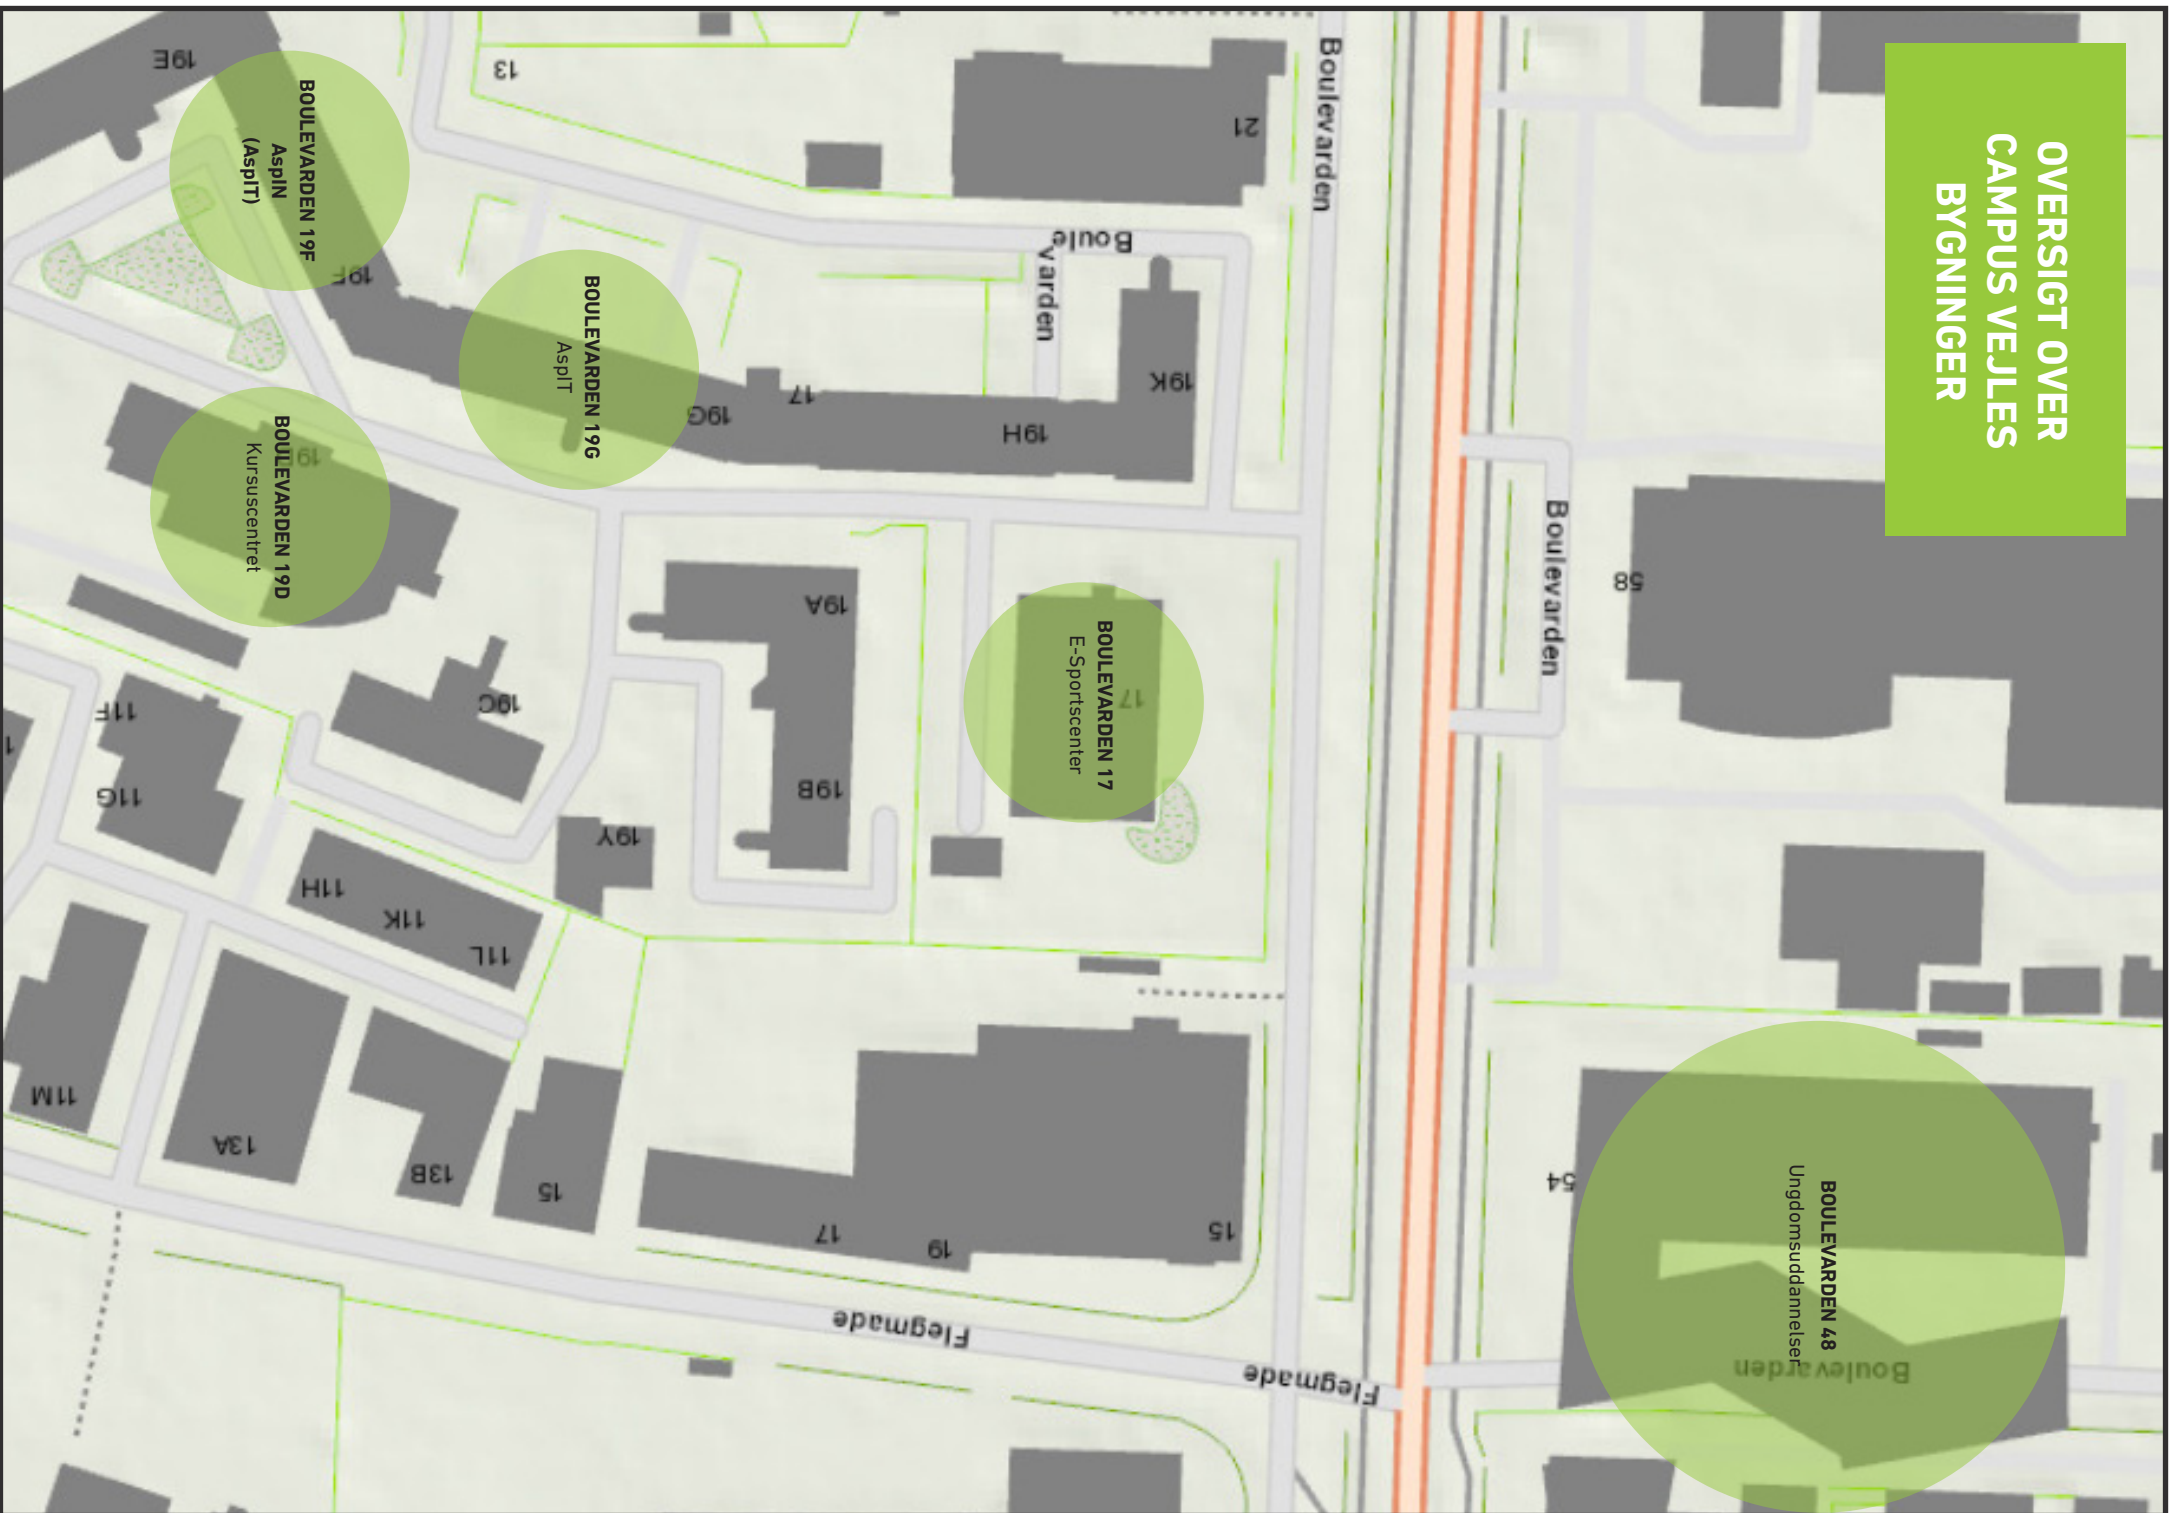 OVERSIGT OVER
CAMPUS VEJLES
BYGNINGER
BOULEVARDEN 19F
AspIN
(AspIT)
BOULEVARDEN 19G
AspIT
BOULEVARDEN 19D
Kursuscentret
BOULEVARDEN 17
E-Sportscenter
BOULEVARDEN 48
Ungdomsuddannelser
Boulevarden
Boulevarden
Boulevarden
Boule
varden
Flegmade
Flegmade
19E
13
21
19F
17
19G
19H
19K
19A
19B
17
19C
19Y
11F
11G
11H
11K
11L
11M
13A
13B
15
17
19
15
58
54